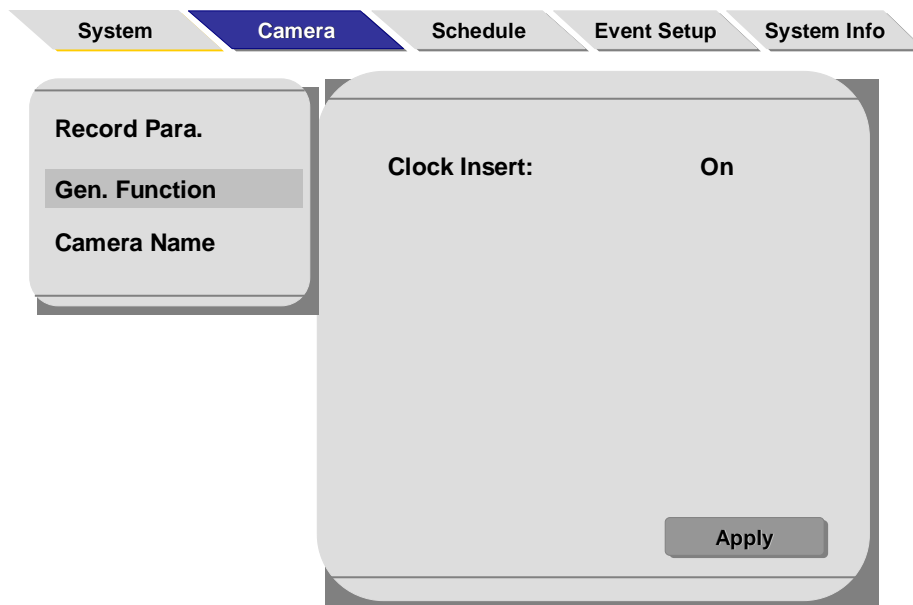 System Camera Schedule Event Setup System Info
Record Para.
Gen. Function
Camera Name
Clock Insert: On
Apply